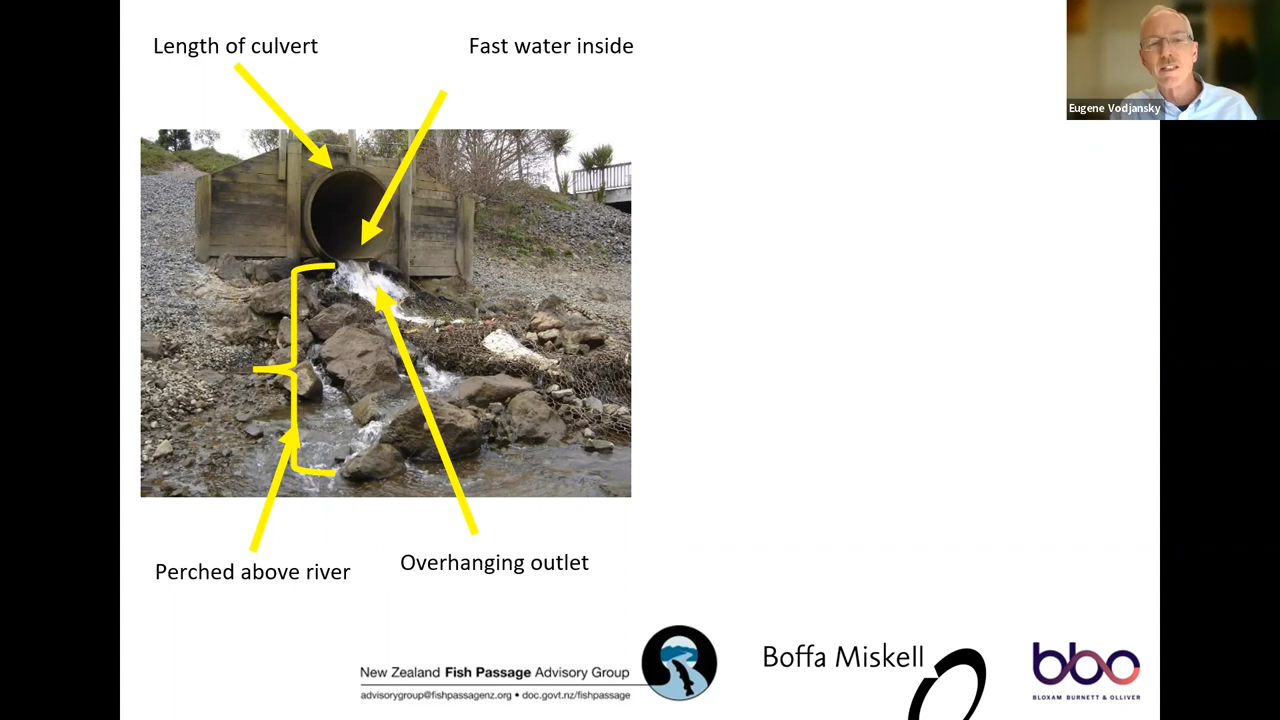 Length of culvert
Fast water inside
Eugene Vodjansky
Perched above river
Overhanging outlet
New Zealand Fish Passage Advisory Group
advisorygroup@fishpassagenz.org • doc.govt.nz/fishpassage
Boffa Miskell
bbo
BLOXAM BURNETT & OLLIVER